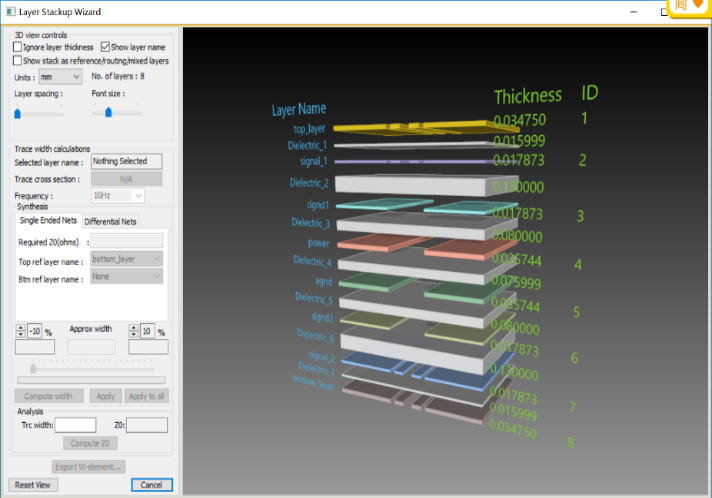 Layer Stackup Wizard
简
3D view controls
Ignore layer thickness
Show layer name
Show stack as reference/routing/mixed layers
Units :
mm
No. of layers : 8
Layer spacing :
Font size :
Trace width calculations
Selected layer name :
Nothing Selected
Trace cross section :
N/A
Frequency :
1GHz
Synthesis
Single Ended Nets
Differential Nets
Required Z0(ohms) :
Top ref layer name :
bottom_layer
Btm ref layer name :
None
-10 %
Approx width
10 %
Compute width
Apply
Apply to all
Analysis
Trc width:
Z0:
Compute Z0
Export W-element...
Reset View
Cancel
Layer Name
Thickness
ID
top_layer
0.034750
1
Dielectric_1
0.015999
signal_1
0.017873
2
Dielectric_2
0.130000
dgnd1
0.017873
3
Dielectric_3
0.080000
power
0.035744
4
Dielectric_4
0.075999
agnd
0.035744
5
Dielectric_5
0.080000
dgnd2
0.017873
6
Dielectric_6
0.130000
signal_2
0.017873
7
Dielectric_7
0.015999
bottom_layer
0.034750
8